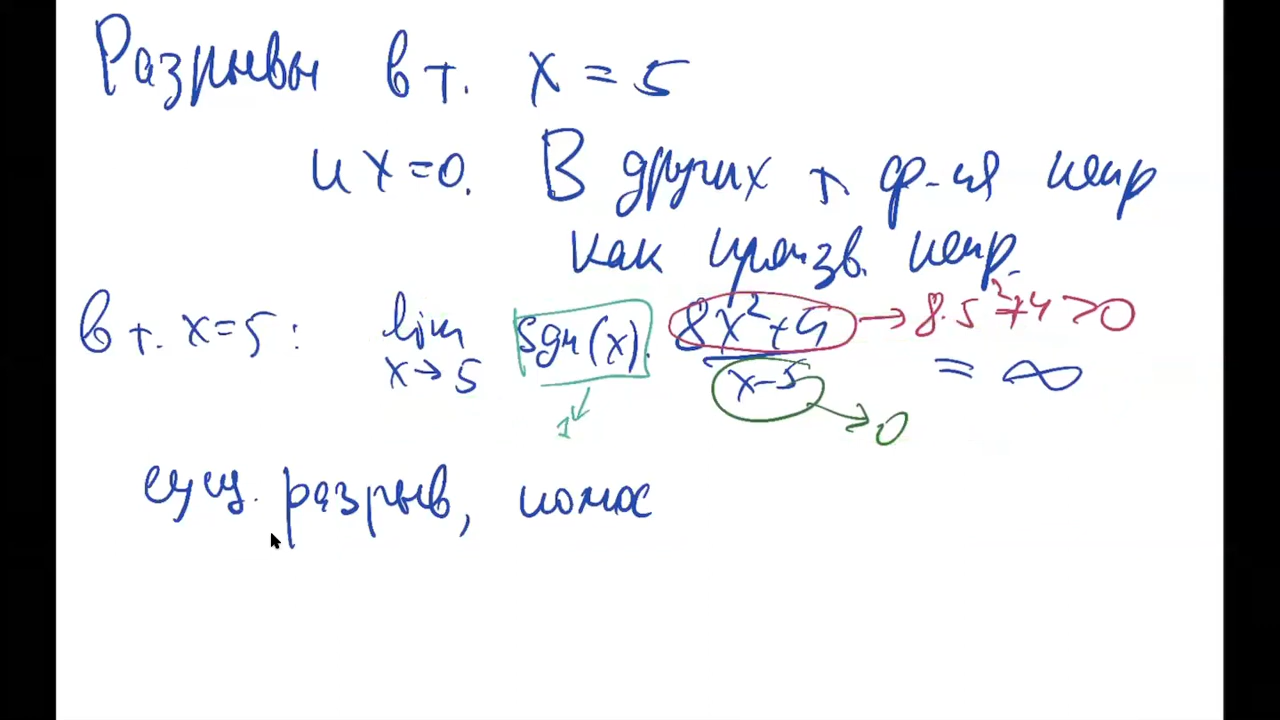 Разрывы в т. x = 5
и x = 0. В других т ф-ия непр
как произв. непр.
В т. x = 5: lim x→5 sgn(x). (8x²+4)/(x-5) → 8·5²+4 > 0 = ∞
1 → 0
сущ. разрыв, полюс